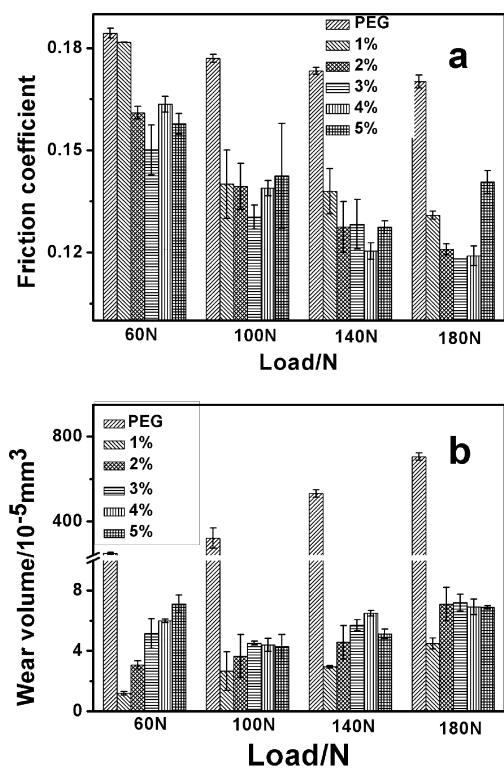 0.18
0.15
0.12
Friction coefficient
a
PEG
1%
2%
3%
4%
5%
60N
100N
140N
180N
Load/N
800
400
8
4
0
Wear volume/10⁻⁵mm³
b
PEG
1%
2%
3%
4%
5%
60N
100N
140N
180N
Load/N